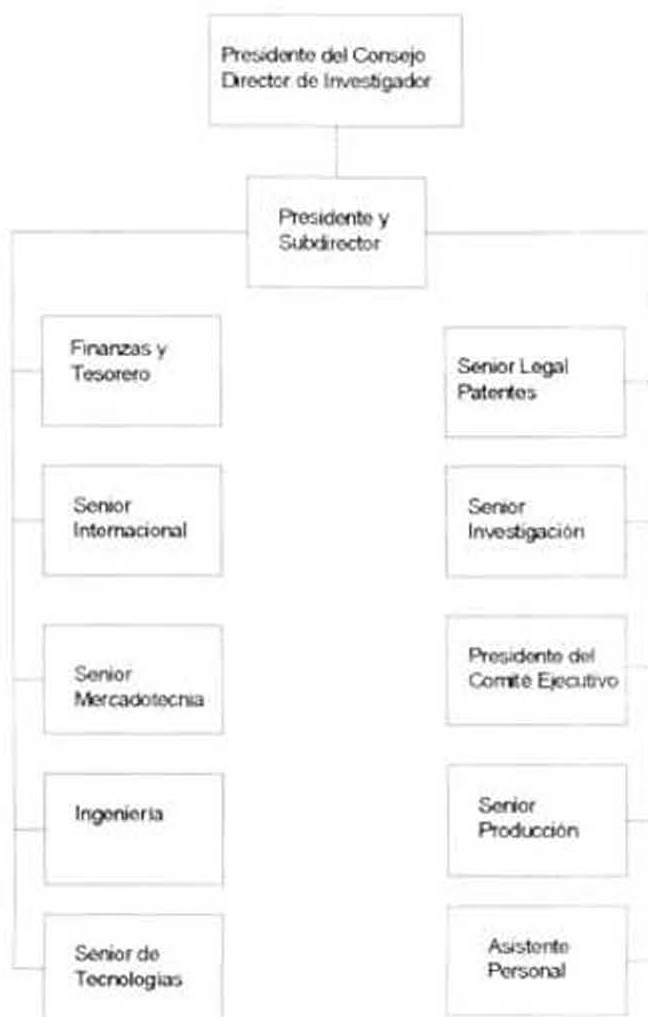 Presidente del Consejo
Director de Investigador
Presidente y
Subdirector
Finanzas y
Tesorero
Senior
Internacional
Senior
Mercadotecnia
Ingeniería
Senior de
Tecnologías
Senior Legal
Patentes
Senior
Investigación
Presidente del
Comité Ejecutivo
Senior
Producción
Asistente
Personal